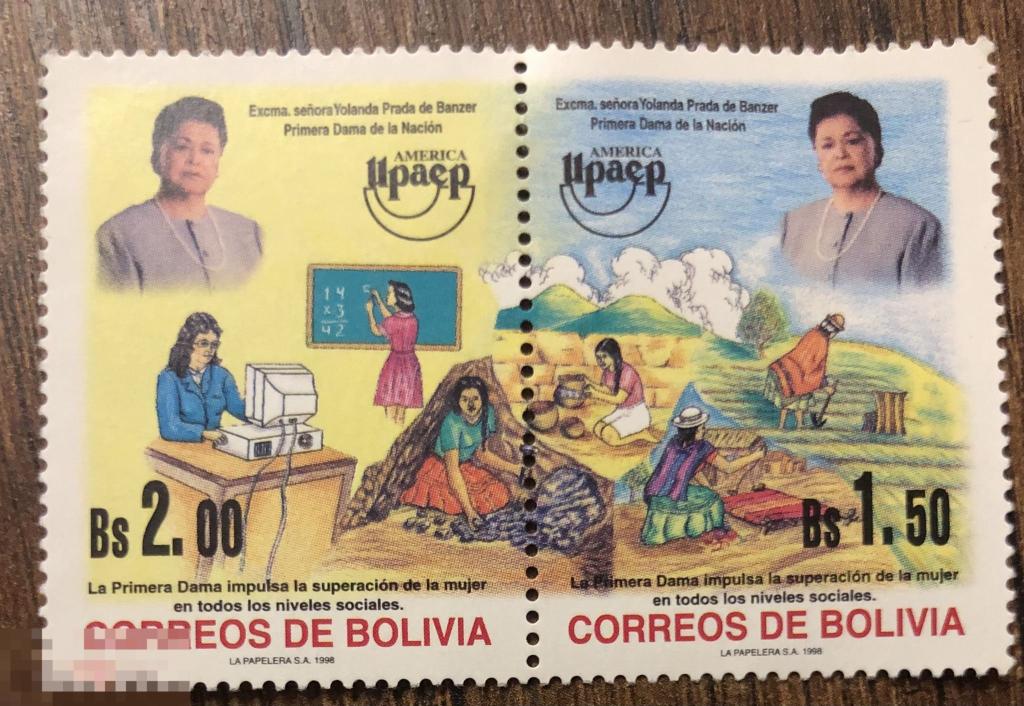 Excma. señora Yolanda Prada de Banzer
Primera Dama de la Nación
AMERICA
upaep
14
x 3
42
Bs 2.00
La Primera Dama impulsa la superación de la mujer
en todos los niveles sociales.
CORREOS DE BOLIVIA
LA PAPELERA S.A. 1998
Excma. señora Yolanda Prada de Banzer
Primera Dama de la Nación
AMERICA
upaep
Bs 1.50
La Primera Dama impulsa la superación de la mujer
en todos los niveles sociales.
CORREOS DE BOLIVIA
LA PAPELERA S.A. 1998